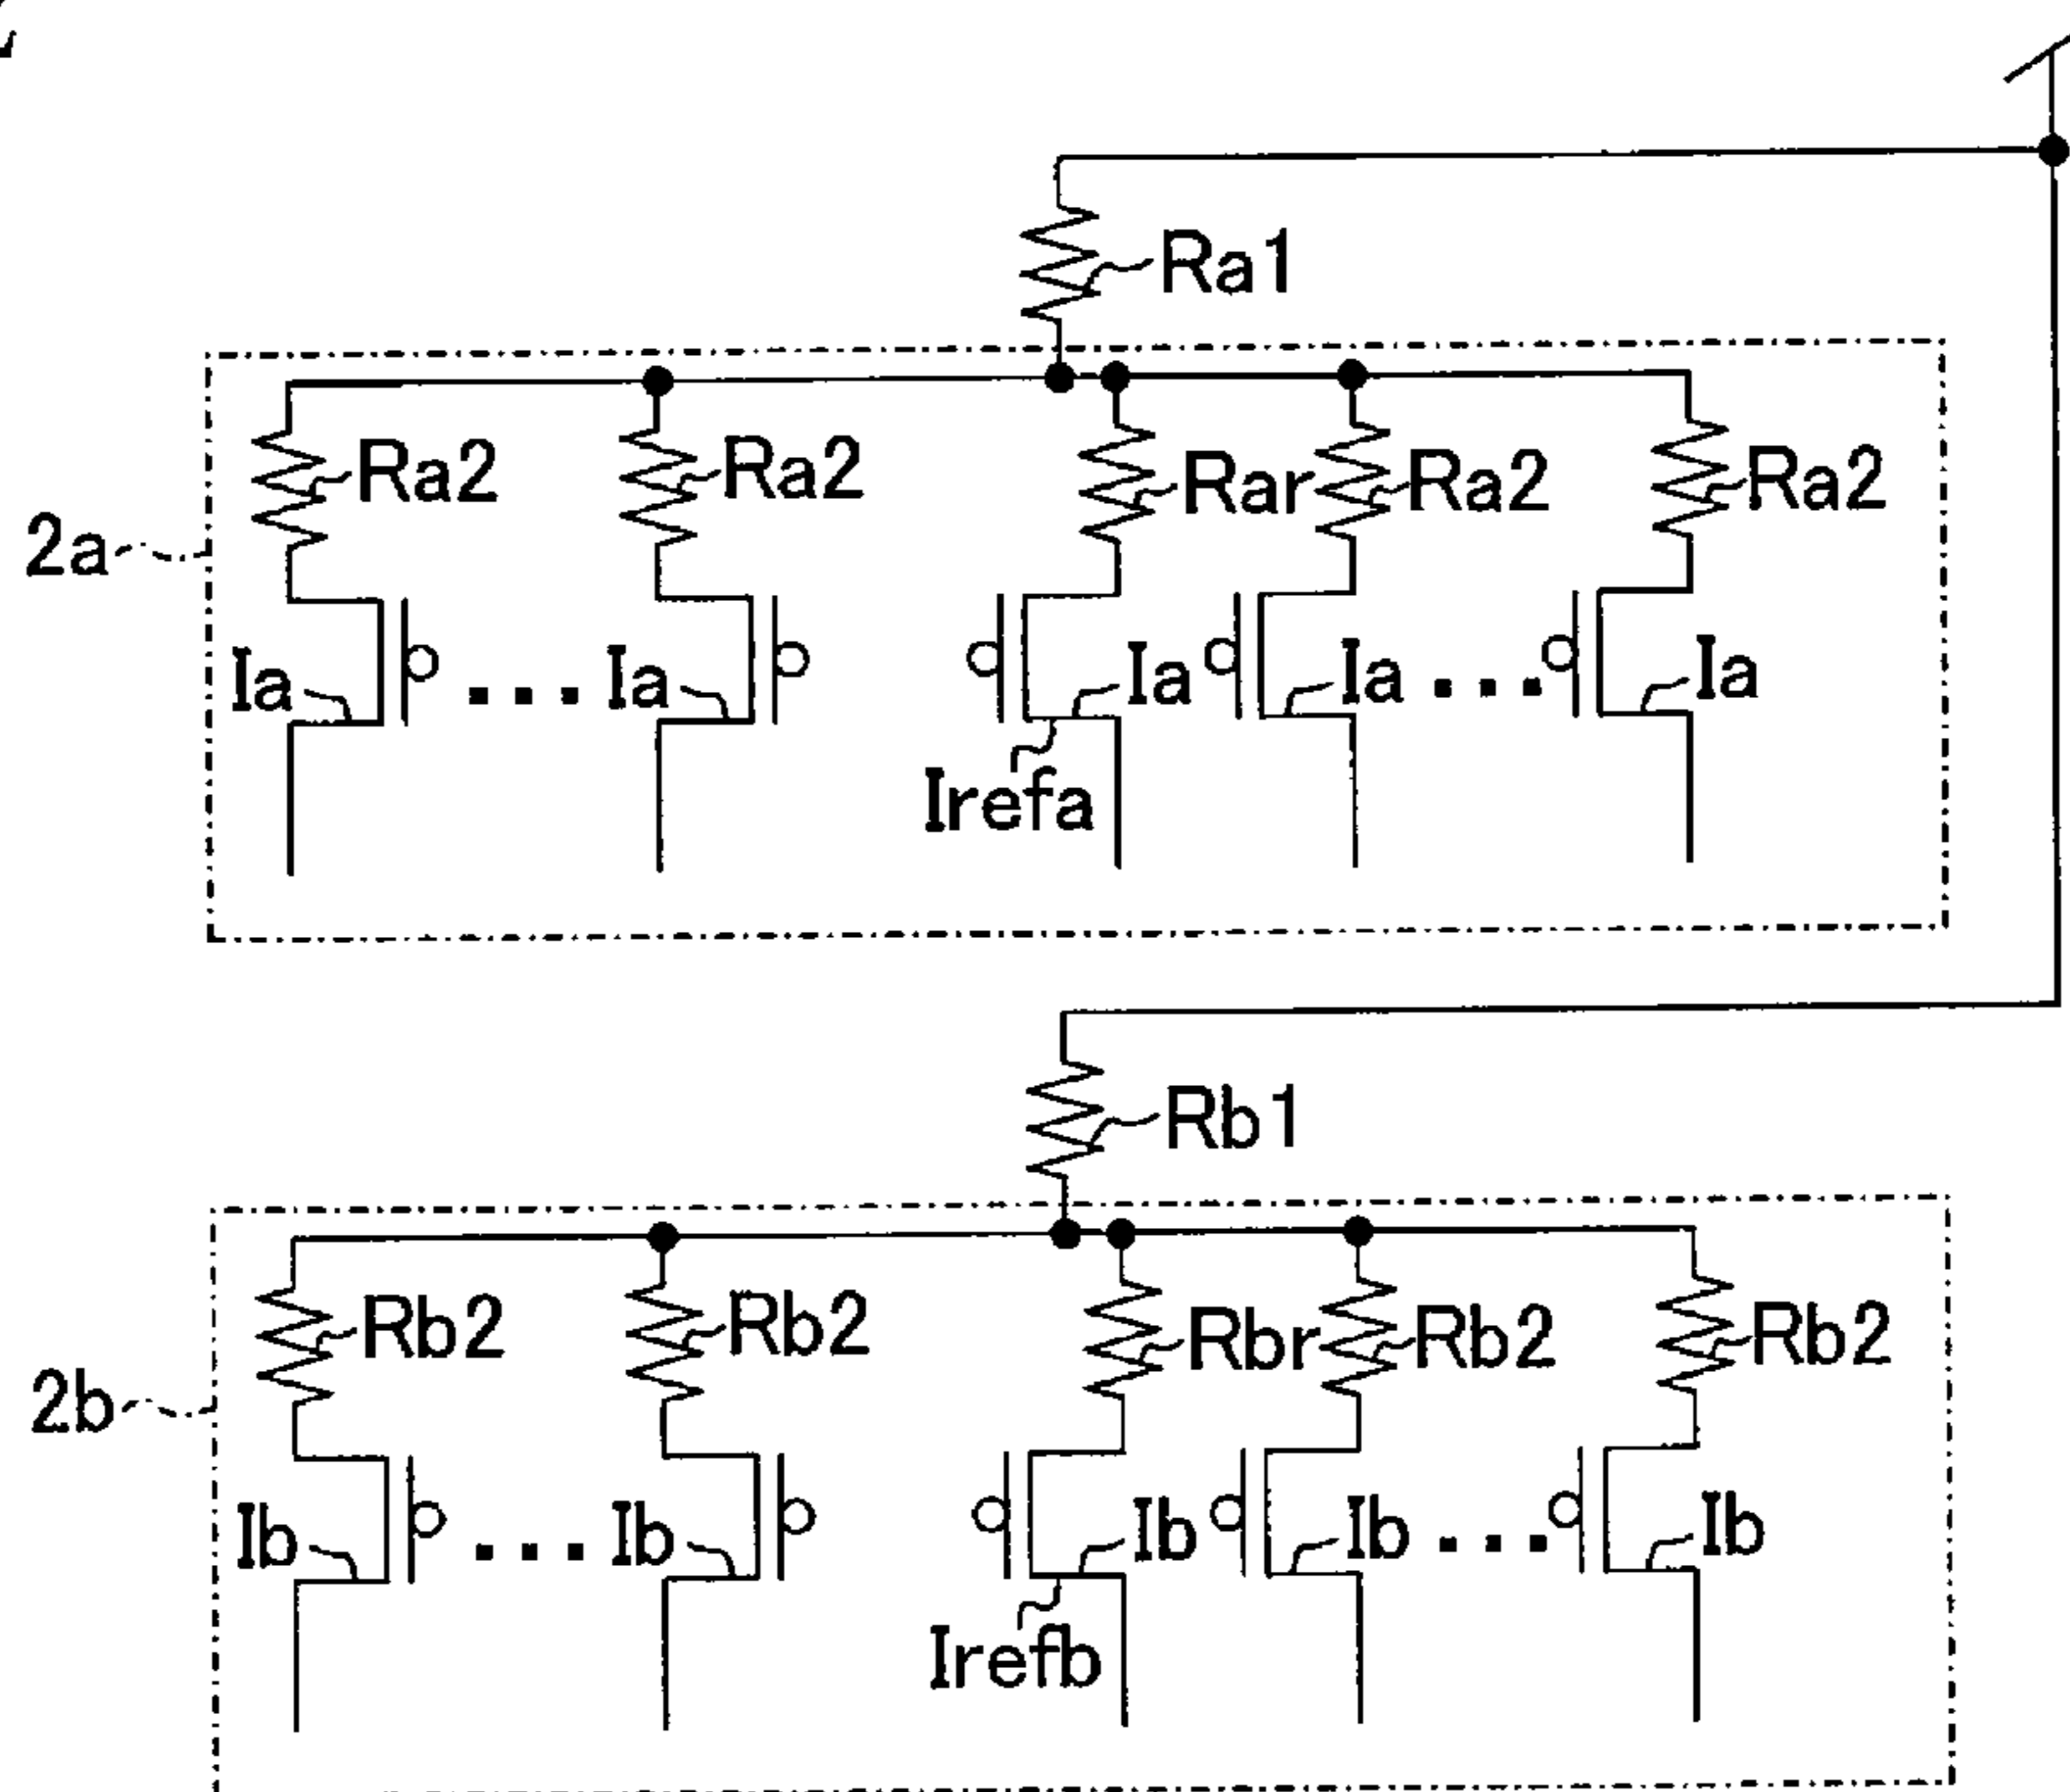 Ra1
Ra2 Ra2 Rar Ra2 Ra2
2a
Ia ... Ia Ia Ia ... Ia
Irefa
Rb1
Rb2 Rb2 Rbr Rb2 Rb2
2b
Ib ... Ib Ib Ib ... Ib
Irefb